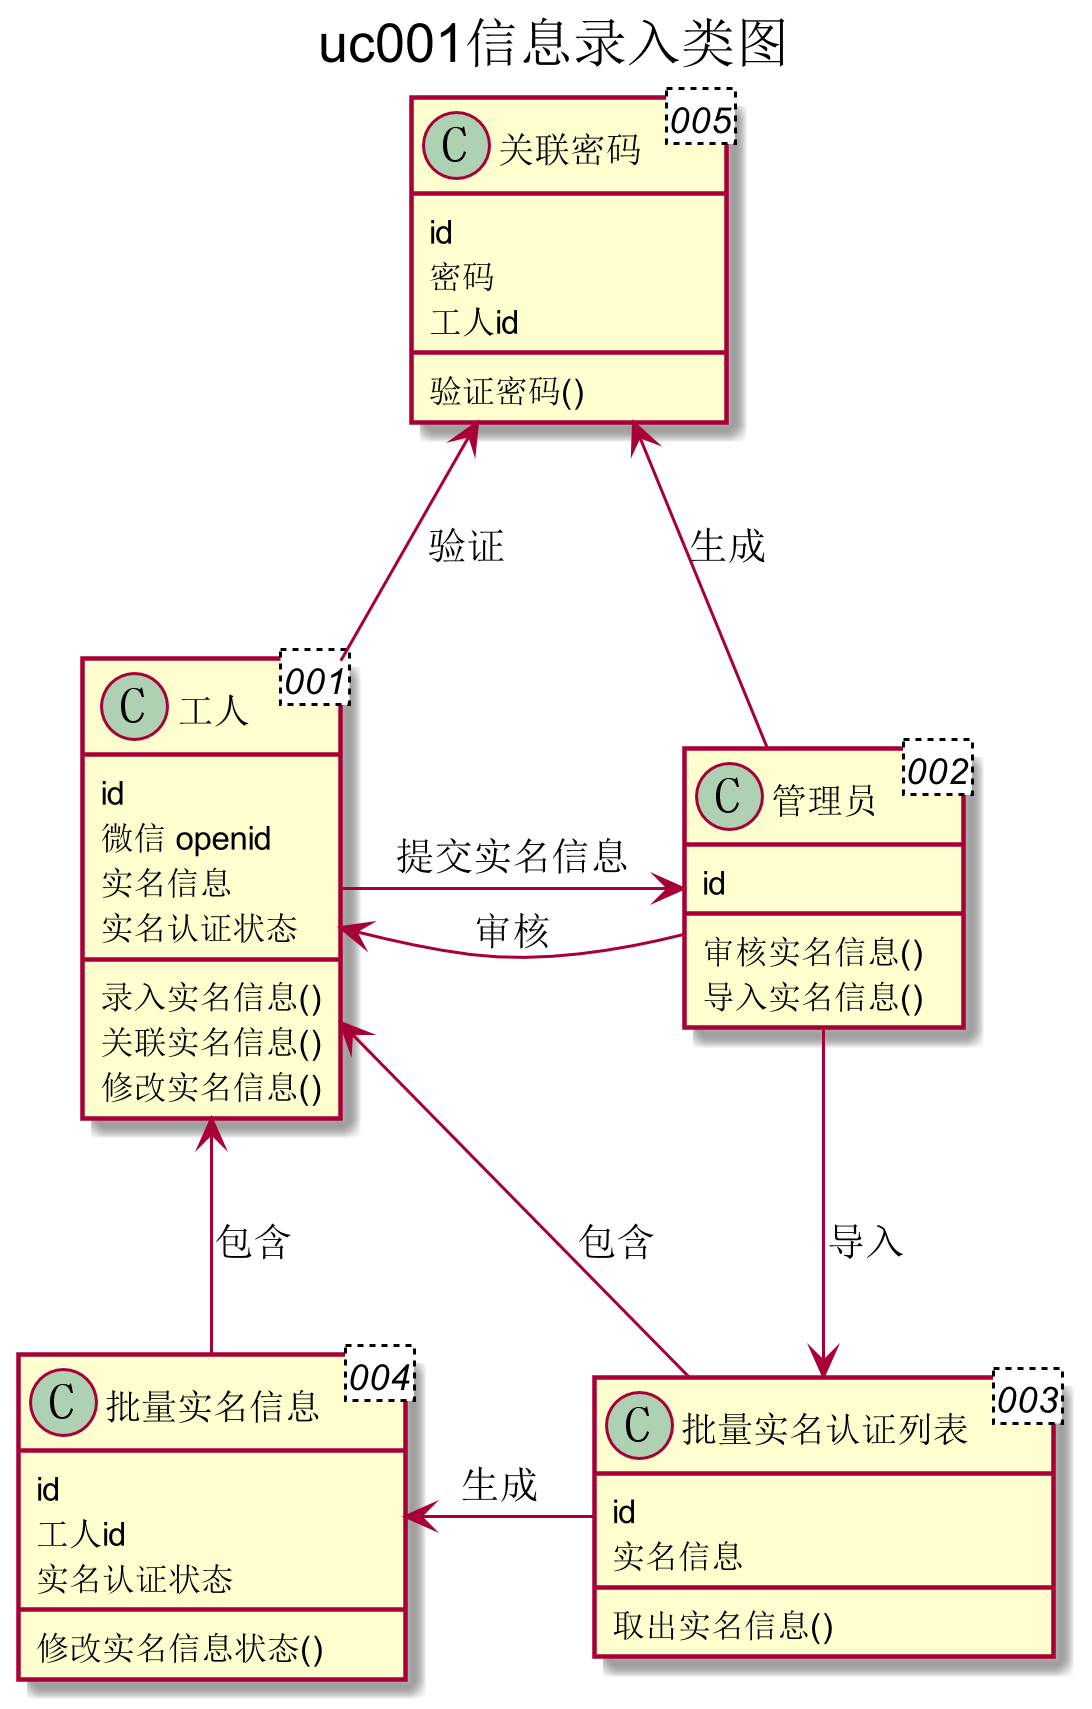 uc001信息录入类图
005
C 关联密码
id
密码
工人id
验证密码()
验证
生成
001
C 工人
id
微信 openid
实名信息
实名认证状态
录入实名信息()
关联实名信息()
修改实名信息()
提交实名信息
审核
002
C 管理员
id
审核实名信息()
导入实名信息()
包含
包含
导入
004
C 批量实名信息
id
工人id
实名认证状态
修改实名信息状态()
生成
003
C 批量实名认证列表
id
实名信息
取出实名信息()